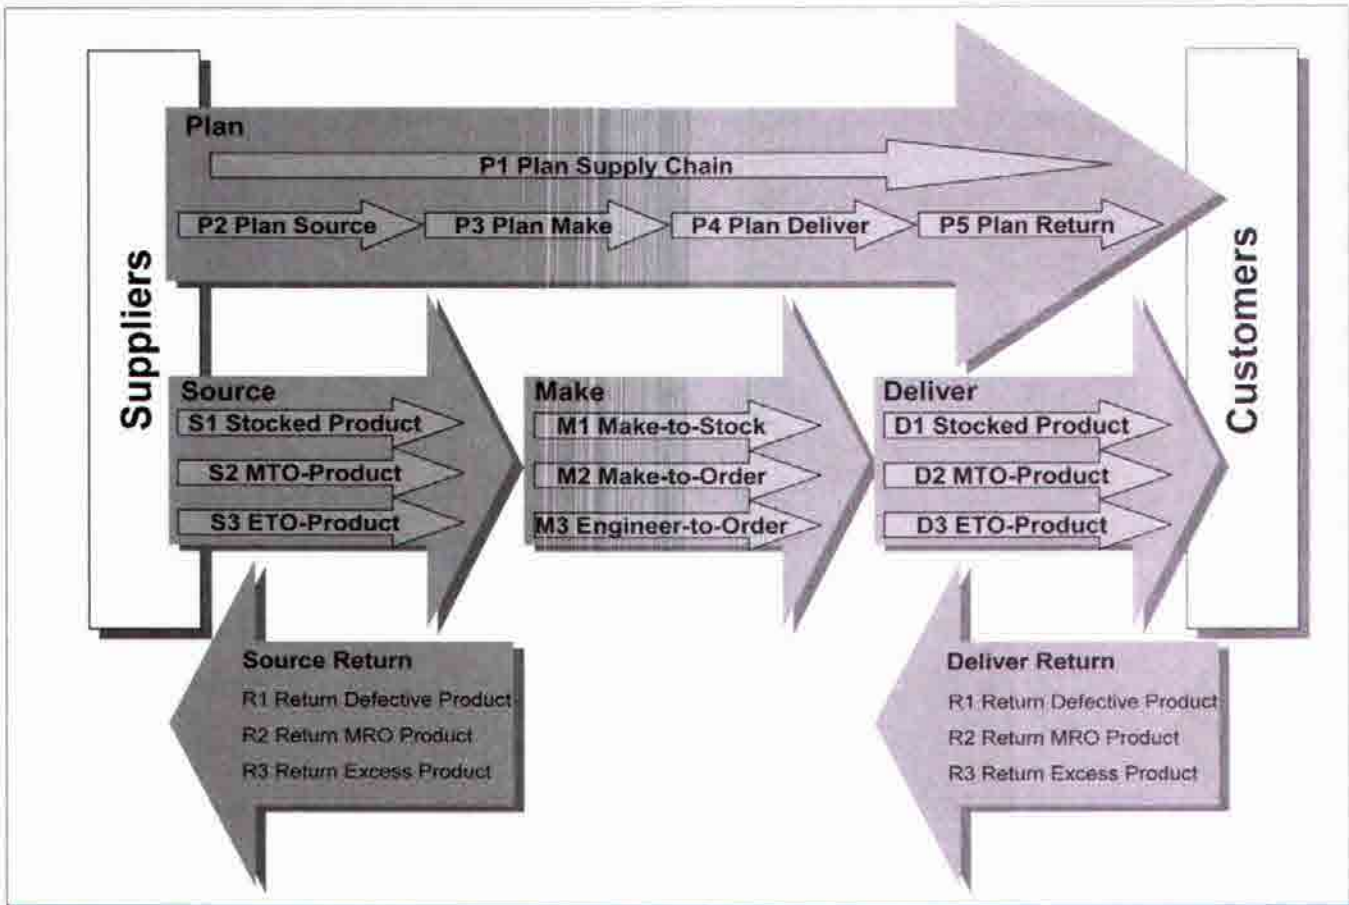 Suppliers
Plan
P1 Plan Supply Chain
P2 Plan Source
P3 Plan Make
P4 Plan Deliver
P5 Plan Return
Source
S1 Stocked Product
S2 MTO-Product
S3 ETO-Product
Make
M1 Make-to-Stock
M2 Make-to-Order
M3 Engineer-to-Order
Deliver
D1 Stocked Product
D2 MTO-Product
D3 ETO-Product
Customers
Source Return
R1 Return Defective Product
R2 Return MRO Product
R3 Return Excess Product
Deliver Return
R1 Return Defective Product
R2 Return MRO Product
R3 Return Excess Product